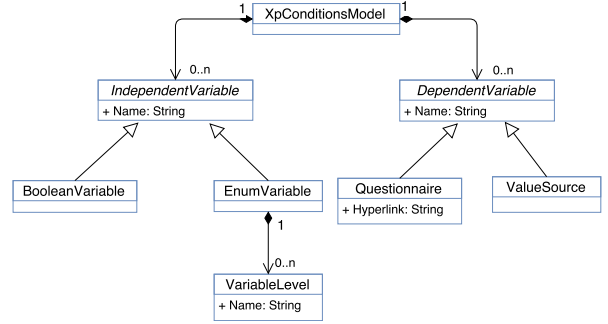 XpConditionsModel
1
1
0..n
0..n
IndependentVariable
+ Name: String
DependentVariable
+ Name: String
BooleanVariable
EnumVariable
Questionnaire
+ Hyperlink: String
ValueSource
1
0..n
VariableLevel
+ Name: String